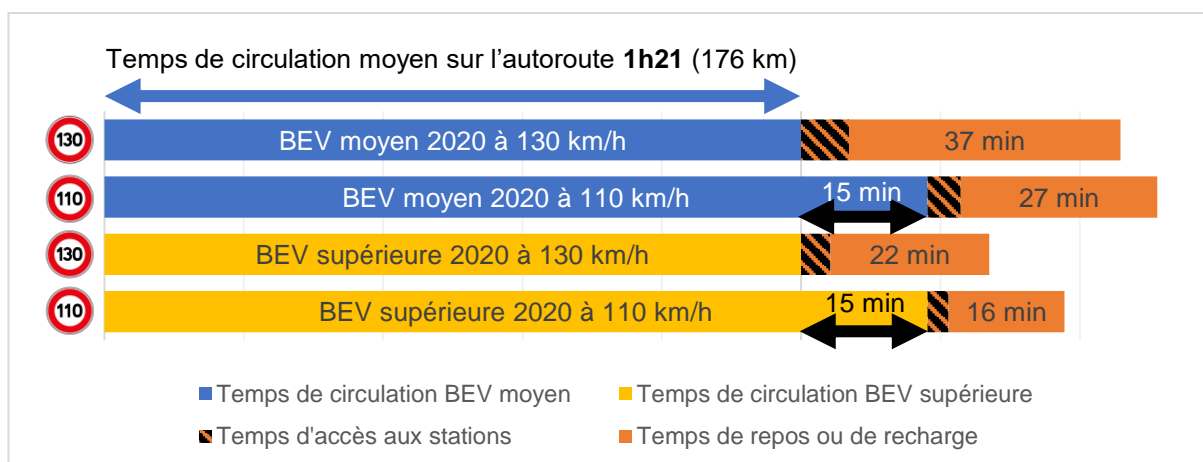 Temps de circulation moyen sur l’autoroute 1h21 (176 km)
130 BEV moyen 2020 à 130 km/h 37 min
110 BEV moyen 2020 à 110 km/h 15 min 27 min
130 BEV supérieure 2020 à 130 km/h 22 min
110 BEV supérieure 2020 à 110 km/h 15 min 16 min
Temps de circulation BEV moyen Temps de circulation BEV supérieure
Temps d'accès aux stations Temps de repos ou de recharge